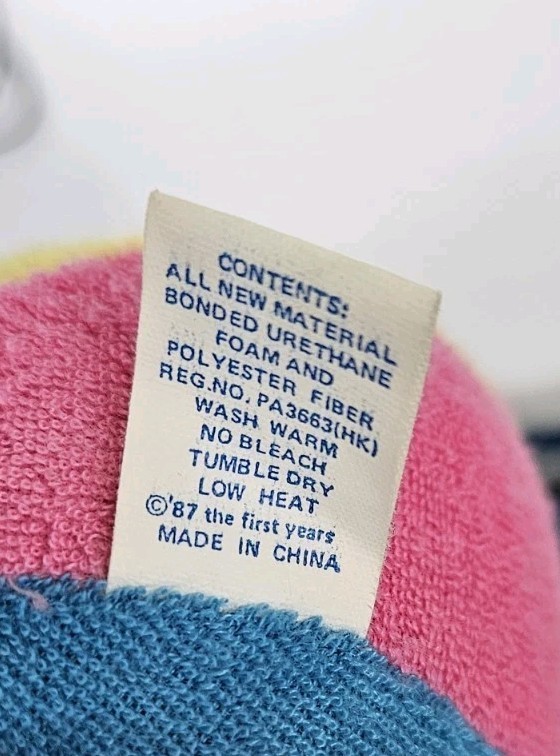 CONTENTS:
ALL NEW MATERIAL
BONDED URETHANE
FOAM AND
POLYESTER FIBER
REG.NO. PA3663(HK)
WASH WARM
NO BLEACH
TUMBLE DRY
LOW HEAT
©'87 the first years
MADE IN CHINA